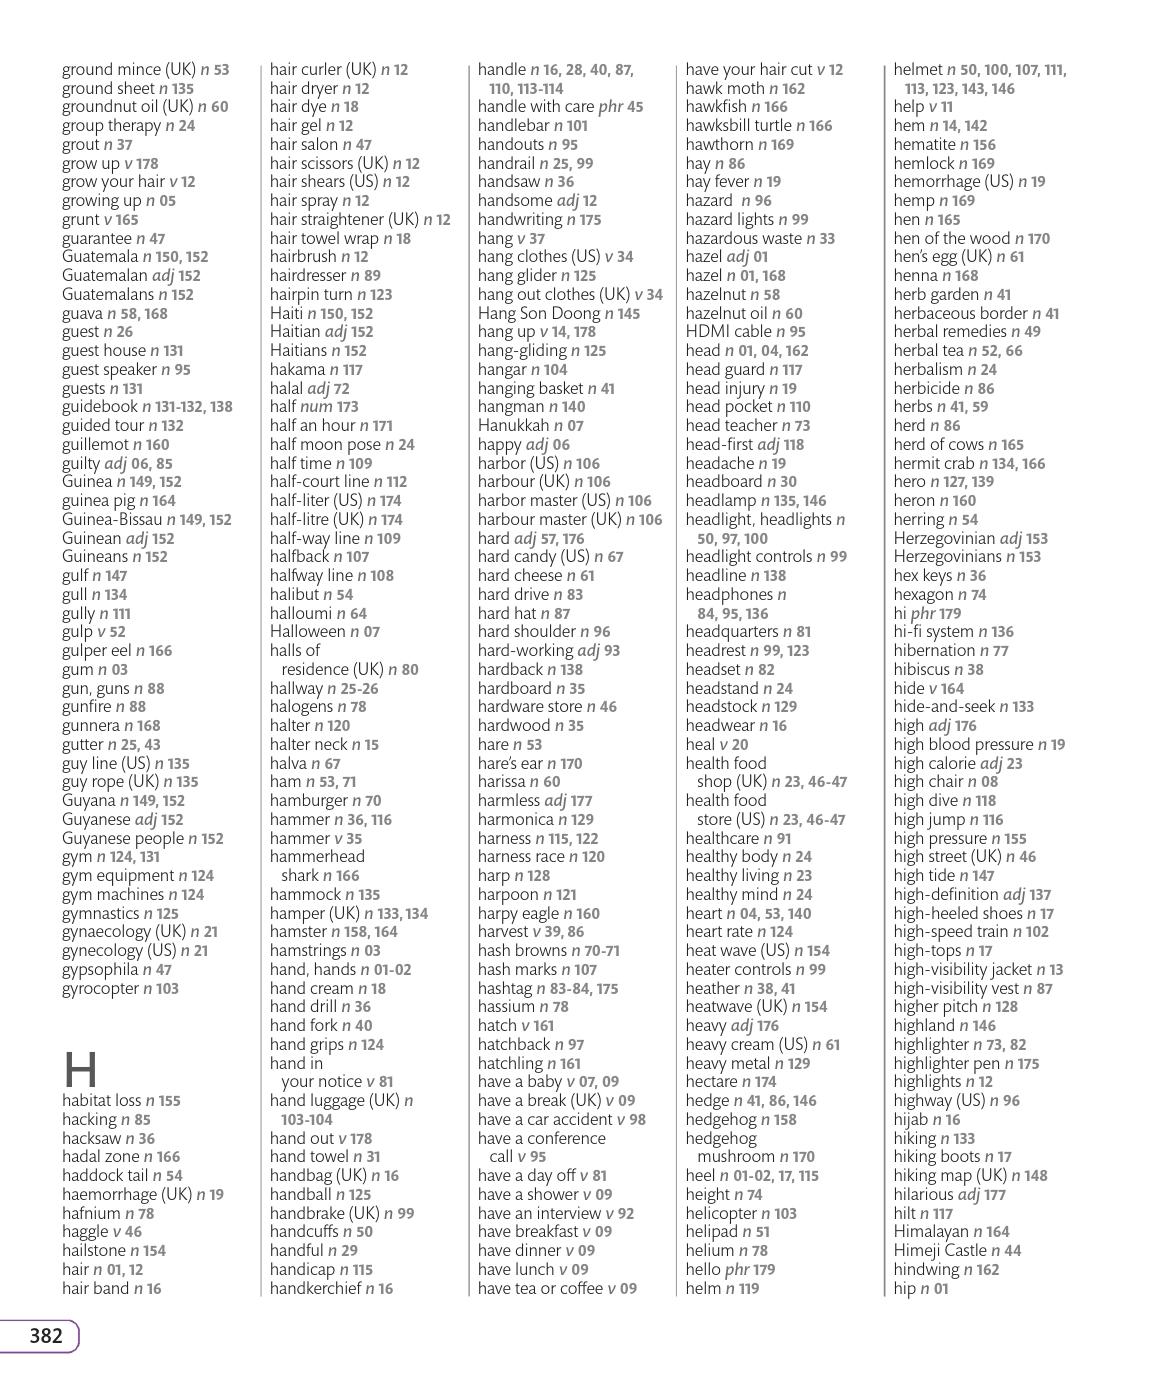 ground mince (UK) n 53
ground sheet n 135
groundnut oil (UK) n 60
group therapy n 24
grout n 37
grow up v 178
grow your hair v 12
growing up n 05
grunt v 165
guarantee n 47
Guatemala n 150, 152
Guatemalan adj 152
Guatemalans n 152
guava n 58, 168
guest n 26
guest house n 131
guest speaker n 95
guests n 131
guidebook n 131-132, 138
guided tour n 132
guillemot n 160
guilty adj 06, 85
Guinea n 149, 152
guinea pig n 164
Guinea-Bissau n 149, 152
Guinean adj 152
Guineans n 152
gulf n 147
gull n 134
gully n 111
gulp v 52
gulper eel n 166
gum n 03
gun, guns n 88
gunfire n 88
gunnera n 168
gutter n 25, 43
guy line (US) n 135
guy rope (UK) n 135
Guyana n 149, 152
Guyanese adj 152
Guyanese people n 152
gym n 124, 131
gym equipment n 124
gym machines n 124
gymnastics n 125
gynaecology (UK) n 21
gynecology (US) n 21
gypsophila n 47
gyrocopter n 103
H
habitat loss n 155
hacking n 85
hacksaw n 36
hadal zone n 166
haddock tail n 54
haemorrhage (UK) n 19
hafnium n 78
haggle v 46
hailstone n 154
hair n 01, 12
hair band n 16
hair curler (UK) n 12
hair dryer n 12
hair dye n 18
hair gel n 12
hair salon n 47
hair scissors (UK) n 12
hair shears (US) n 12
hair spray n 12
hair straightener (UK) n 12
hair towel wrap n 18
hairbrush n 12
hairdresser n 89
hairpin turn n 123
Haiti n 150, 152
Haitian adj 152
Haitians n 152
hakama n 117
halal adj 72
half num 173
half an hour n 171
half moon pose n 24
half time n 109
half-court line n 112
half-liter (US) n 174
half-litre (UK) n 174
half-way line n 109
halfback n 107
halfway line n 108
halibut n 54
halloumi n 64
Halloween n 07
halls of
residence (UK) n 80
hallway n 25-26
halogens n 78
halter n 120
halter neck n 15
halva n 67
ham n 53, 71
hamburger n 70
hammer n 36, 116
hammer v 35
hammerhead
shark n 166
hammock n 135
hamper (UK) n 133, 134
hamster n 158, 164
hamstrings n 03
hand, hands n 01-02
hand cream n 18
hand drill n 36
hand fork n 40
hand grips n 124
hand in
your notice v 81
hand luggage (UK) n
103-104
hand out v 178
hand towel n 31
handbag (UK) n 16
handball n 125
handbrake (UK) n 99
handcuffs n 50
handful n 29
handicap n 115
handkerchief n 16
handle n 16, 28, 40, 87,
110, 113-114
handle with care phr 45
handlebar n 101
handouts n 95
handrail n 25, 99
handsaw n 36
handsome adj 12
handwriting n 175
hang v 37
hang clothes (US) v 34
hang glider n 125
hang out clothes (UK) v 34
Hang Son Doong n 145
hang up v 14, 178
hang-gliding n 125
hangar n 104
hanging basket n 41
hangman n 140
Hanukkah n 07
happy adj 06
harbor (US) n 106
harbour (UK) n 106
harbor master (US) n 106
harbour master (UK) n 106
hard adj 57, 176
hard candy (US) n 67
hard cheese n 61
hard drive n 83
hard hat n 87
hard shoulder n 96
hard-working adj 93
hardback n 138
hardboard n 35
hardware store n 46
hardwood n 35
hare n 53
hare's ear n 170
harissa n 60
harmless adj 177
harmonica n 129
harness n 115, 122
harness race n 120
harp n 128
harpoon n 121
harpy eagle n 160
harvest v 39, 86
hash browns n 70-71
hash marks n 107
hashtag n 83-84, 175
hassium n 78
hatch v 161
hatchback n 97
hatchling n 161
have a baby v 07, 09
have a break (UK) v 09
have a car accident v 98
have a conference
call v 95
have a day off v 81
have a shower v 09
have an interview v 92
have breakfast v 09
have dinner v 09
have lunch v 09
have tea or coffee v 09
have your hair cut v 12
hawk moth n 162
hawkfish n 166
hawksbill turtle n 166
hawthorn n 169
hay n 86
hay fever n 19
hazard n 96
hazard lights n 99
hazardous waste n 33
hazel adj 01
hazel n 01, 168
hazelnut n 58
hazelnut oil n 60
HDMI cable n 95
head n 01, 04, 162
head guard n 117
head injury n 19
head pocket n 110
head teacher n 73
head-first adj 118
headache n 19
headboard n 30
headlamp n 135, 146
headlight, headlights n
50, 97, 100
headlight controls n 99
headline n 138
headphones n
84, 95, 136
headquarters n 81
headrest n 99, 123
headset n 82
headstand n 24
headstock n 129
headwear n 16
heal v 20
health food
shop (UK) n 23, 46-47
health food
store (US) n 23, 46-47
healthcare n 91
healthy body n 24
healthy living n 23
healthy mind n 24
heart n 04, 53, 140
heart rate n 124
heat wave (US) n 154
heater controls n 99
heather n 38, 41
heatwave (UK) n 154
heavy adj 176
heavy cream (US) n 61
heavy metal n 129
hectare n 174
hedge n 41, 86, 146
hedgehog n 158
hedgehog
mushroom n 170
heel n 01-02, 17, 115
height n 74
helicopter n 103
helipad n 51
helium n 78
hello phr 179
helm n 119
helmet n 50, 100, 107, 111,
113, 123, 143, 146
help v 11
hem n 14, 142
hematite n 156
hemlock n 169
hemorrhage (US) n 19
hemp n 169
hen n 165
hen of the wood n 170
hen's egg (UK) n 61
henna n 168
herb garden n 41
herbaceous border n 41
herbal remedies n 49
herbal tea n 52, 66
herbalism n 24
herbicide n 86
herbs n 41, 59
herd n 86
herd of cows n 165
hermit crab n 134, 166
hero n 127, 139
heron n 160
herring n 54
Herzegovinian adj 153
Herzegovinians n 153
hex keys n 36
hexagon n 74
hi phr 179
hi-fi system n 136
hibernation n 77
hibiscus n 38
hide v 164
hide-and-seek n 133
high adj 176
high blood pressure n 19
high calorie adj 23
high chair n 08
high dive n 118
high jump n 116
high pressure n 155
high street (UK) n 46
high tide n 147
high-definition adj 137
high-heeled shoes n 17
high-speed train n 102
high-tops n 17
high-visibility jacket n 13
high-visibility vest n 87
higher pitch n 128
highland n 146
highlighter n 73, 82
highlighter pen n 175
highlights n 12
highway (US) n 96
hijab n 16
hiking n 133
hiking boots n 17
hiking map (UK) n 148
hilarious adj 177
hilt n 117
Himalayan n 164
Himeji Castle n 44
hindwing n 162
hip n 01
382